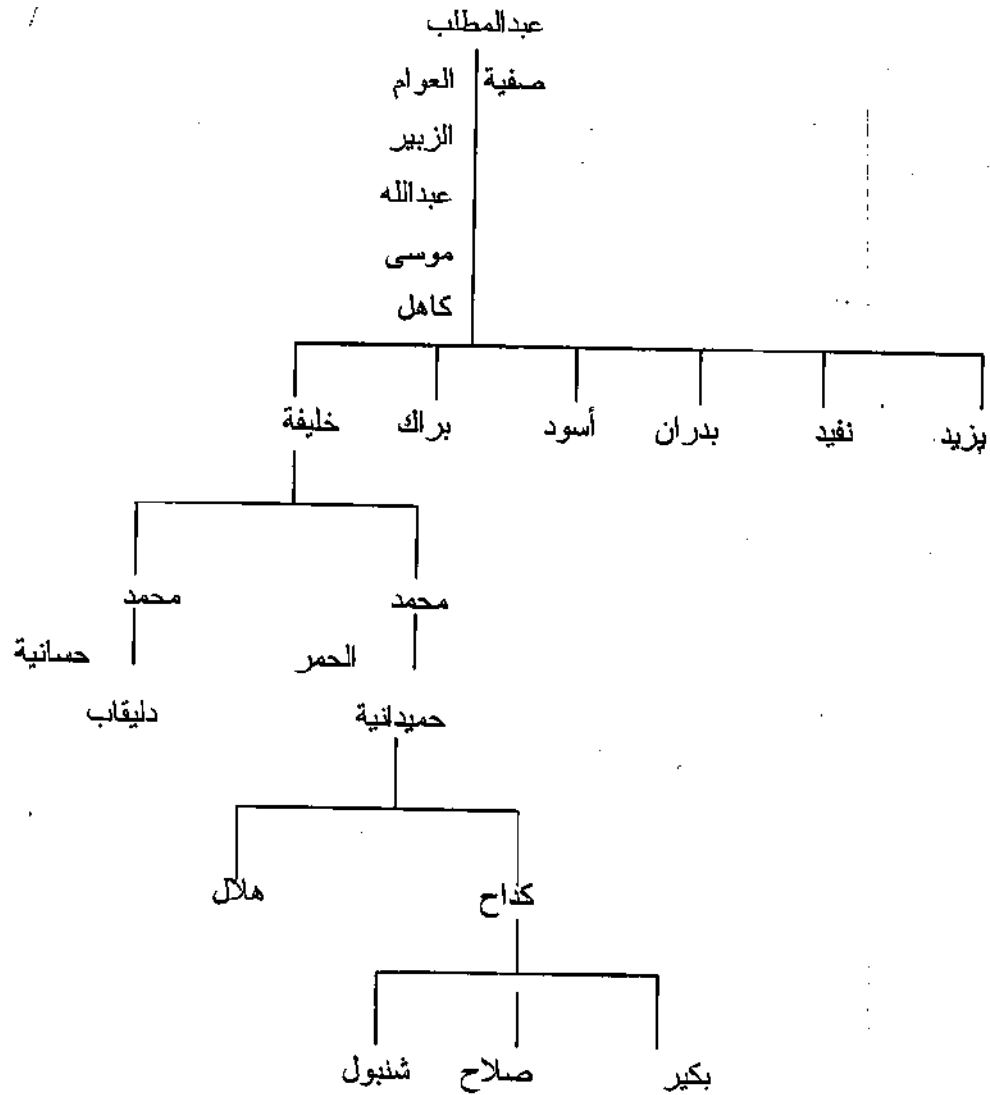 عبدالمطلب
صفية العوام
الزبير
عبدالله
موسى
كاهل
يزيد نفيد بدران أسود براك خليفة
محمد محمد
الحمر حسانية
حميدانية دليقاب
كداح هلال
بكير صلاح شنبول